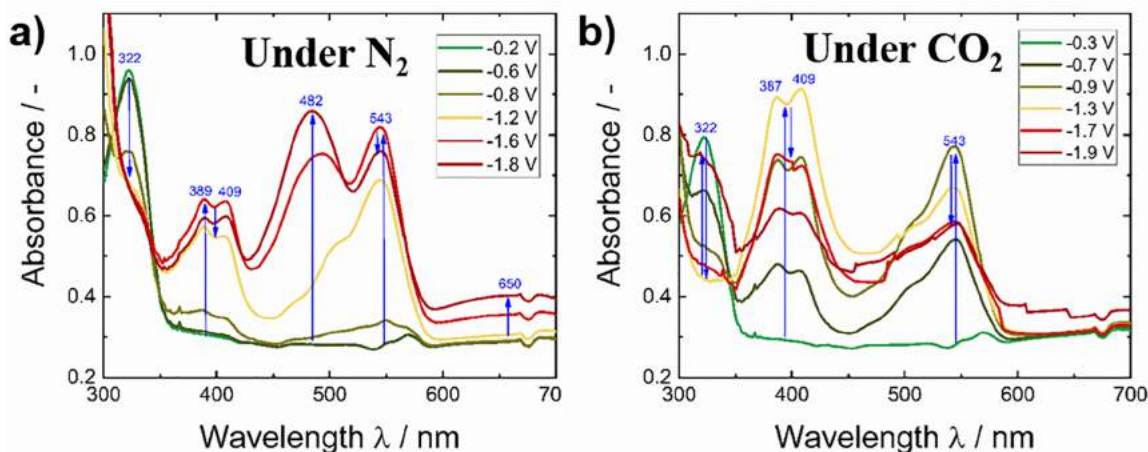 a)
Under N2
-0.2 V
-0.6 V
-0.8 V
-1.2 V
-1.6 V
-1.8 V
322
389
409
482
543
650
1.0
0.8
0.6
0.4
0.2
Absorbance / -
300
400
500
600
70
Wavelength λ / nm
b)
Under CO2
-0.3 V
-0.7 V
-0.9 V
-1.3 V
-1.7 V
-1.9 V
322
387
409
543
1.0
0.8
0.6
0.4
0.2
Absorbance / -
300
400
500
600
700
Wavelength λ / nm